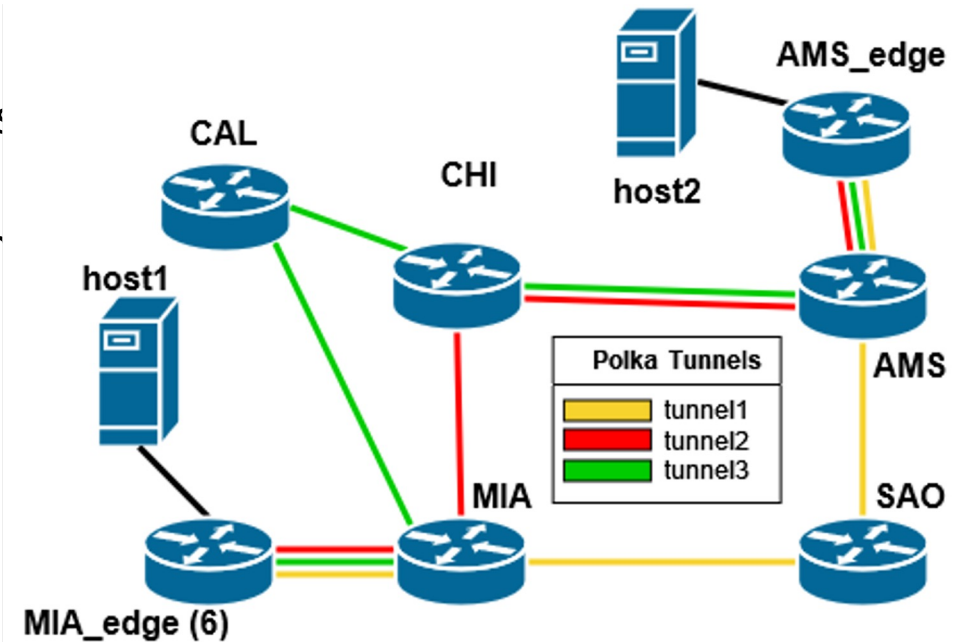 AMS_edge
CAL
CHI
host2
host1
Polka Tunnels
AMS
tunnel1
tunnel2
tunnel3
MIA
SAO
MIA_edge (6)